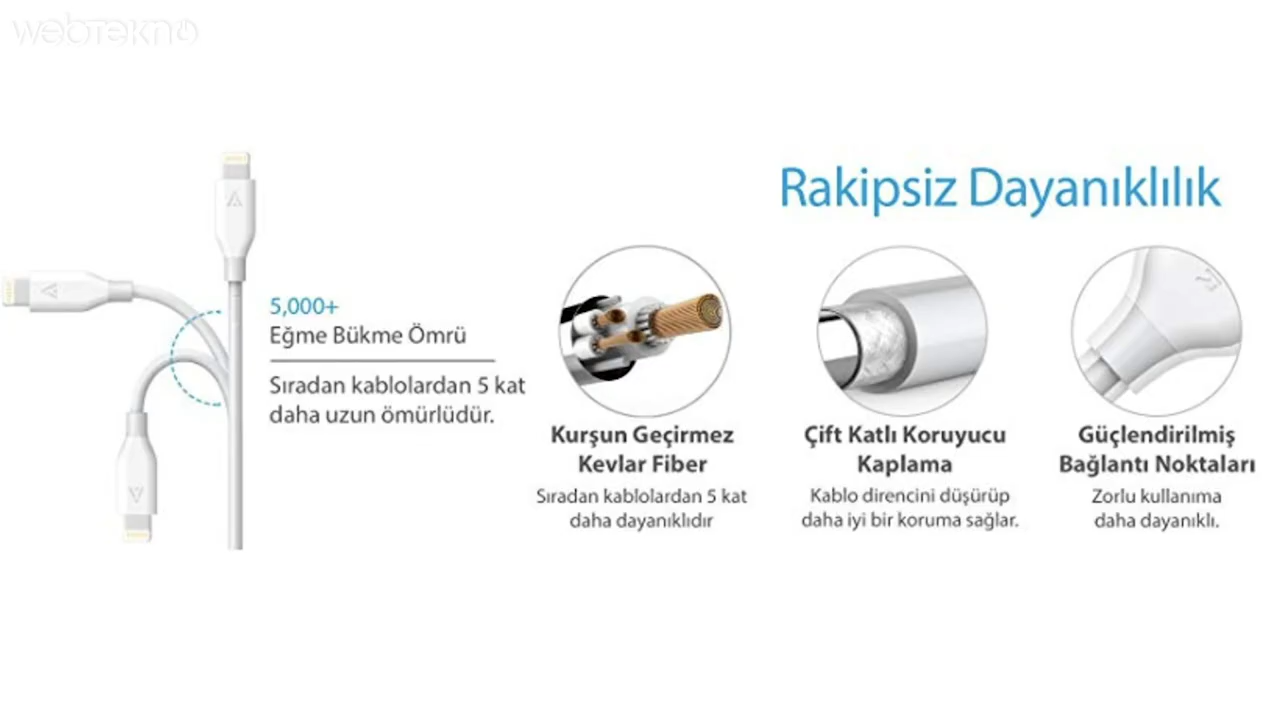 webtekno
Rakipsiz Dayanıklılık
5,000+
Eğme Bükme Ömrü
Sıradan kablolardan 5 kat
daha uzun ömürlüdür.
Kurşun Geçirmez
Kevlar Fiber
Sıradan kablolardan 5 kat
daha dayanıklıdır
Çift Katlı Koruyucu
Kaplama
Kablo direncini düşürüp
daha iyi bir koruma sağlar.
Güçlendirilmiş
Bağlantı Noktaları
Zorlu kullanıma
daha dayanıklı.